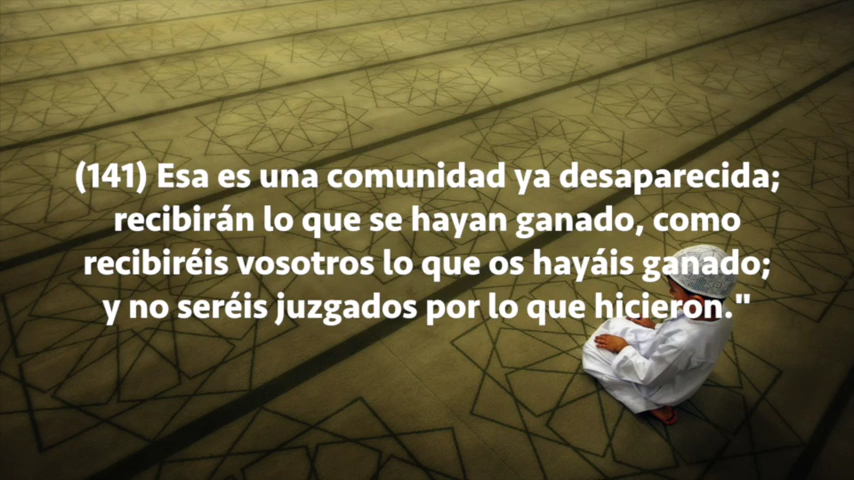 (141) Esa es una comunidad ya desaparecida;
recibirán lo que se hayan ganado, como
recibiréis vosotros lo que os hayáis ganado;
y no seréis juzgados por lo que hicieron."